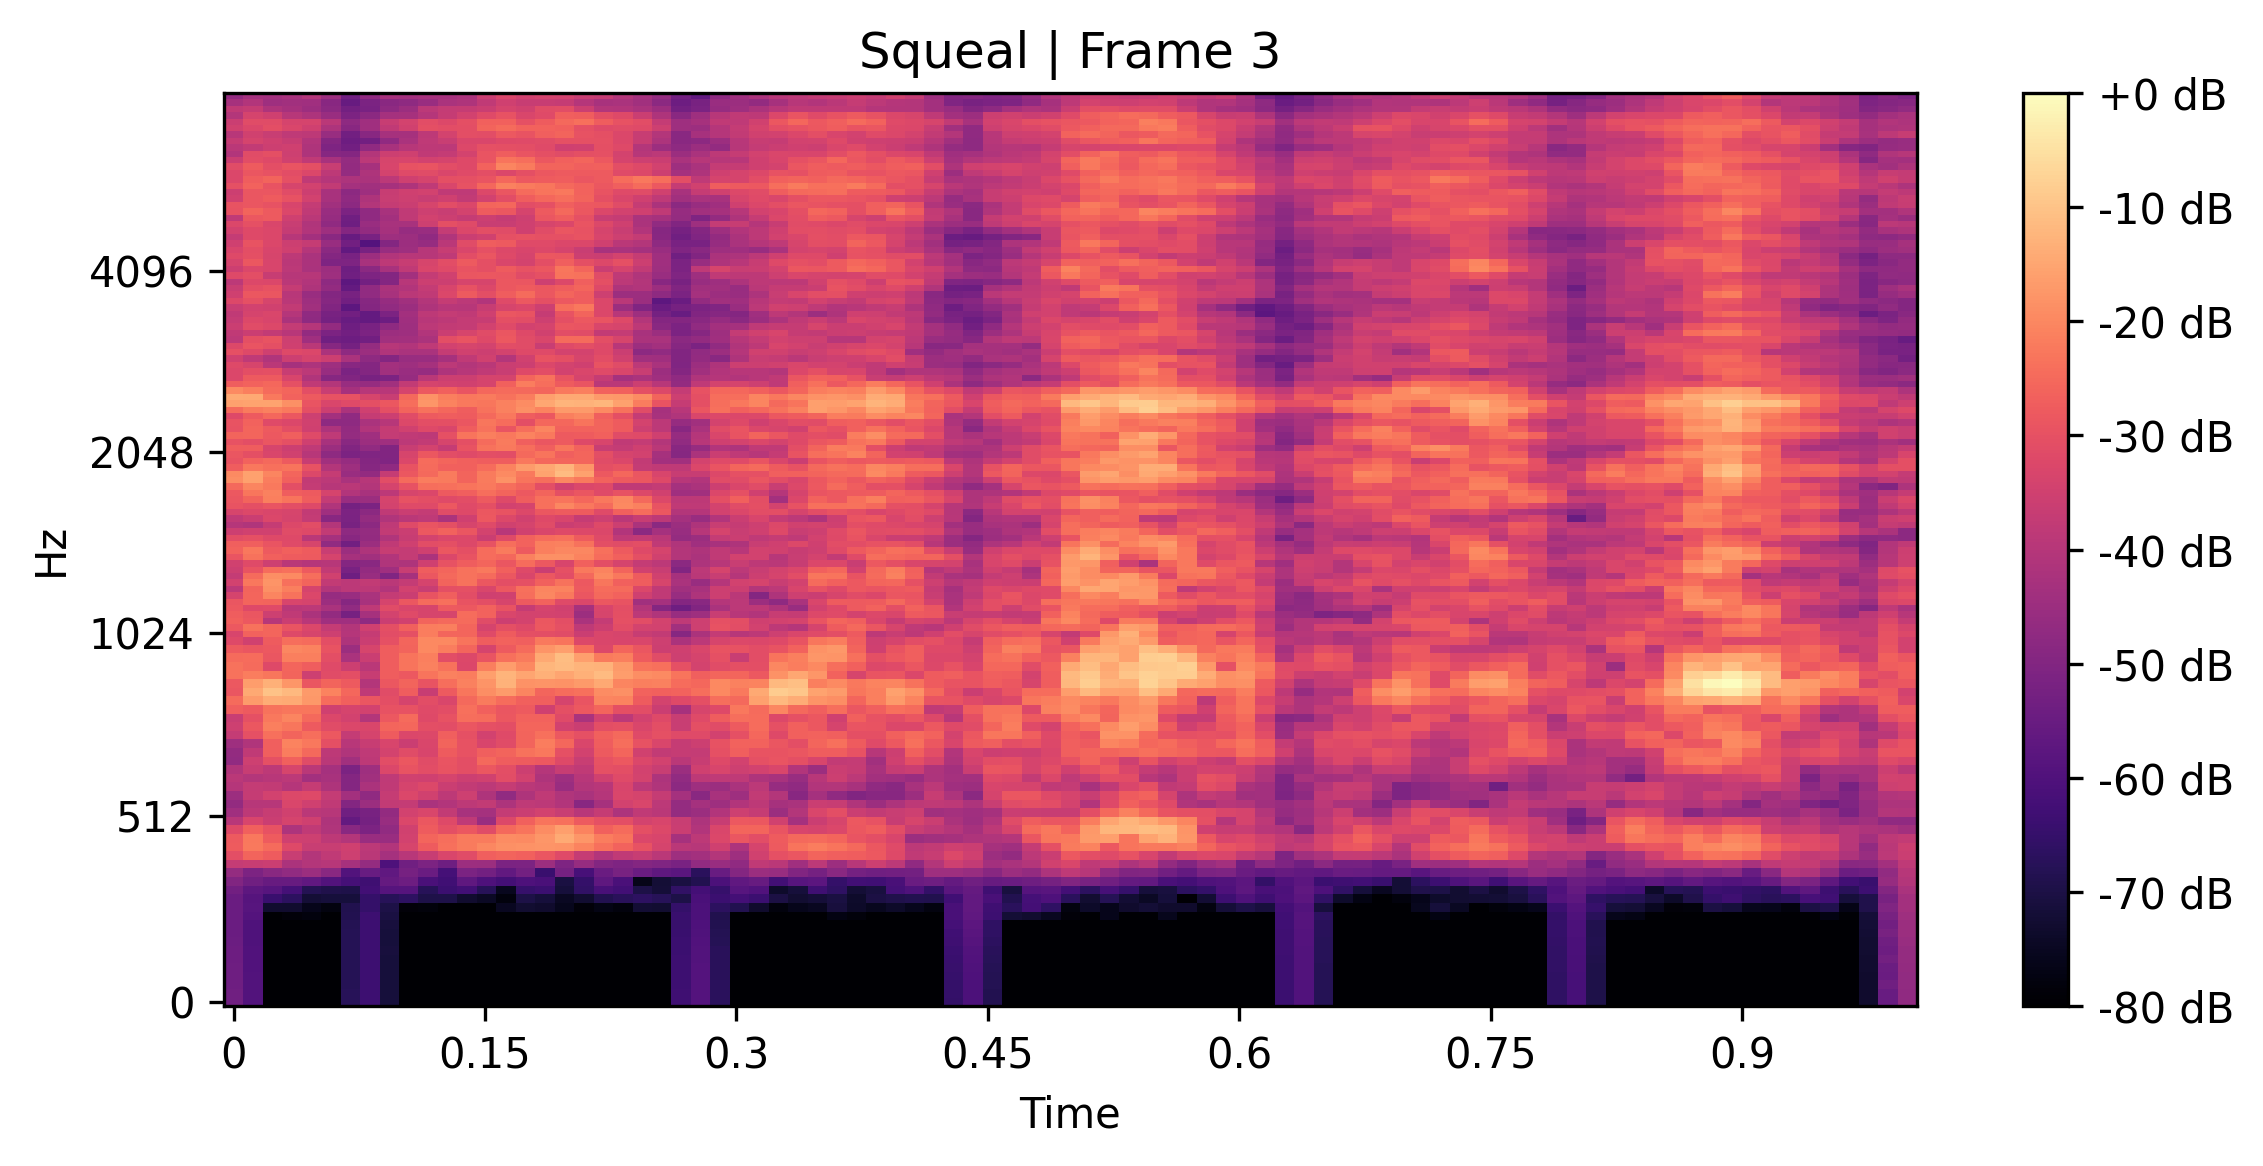 Squeal | Frame 3
+0 dB
-10 dB
-20 dB
-30 dB
-40 dB
-50 dB
-60 dB
-70 dB
-80 dB
Hz
4096
2048
1024
512
0
0 0.15 0.3 0.45 0.6 0.75 0.9
Time